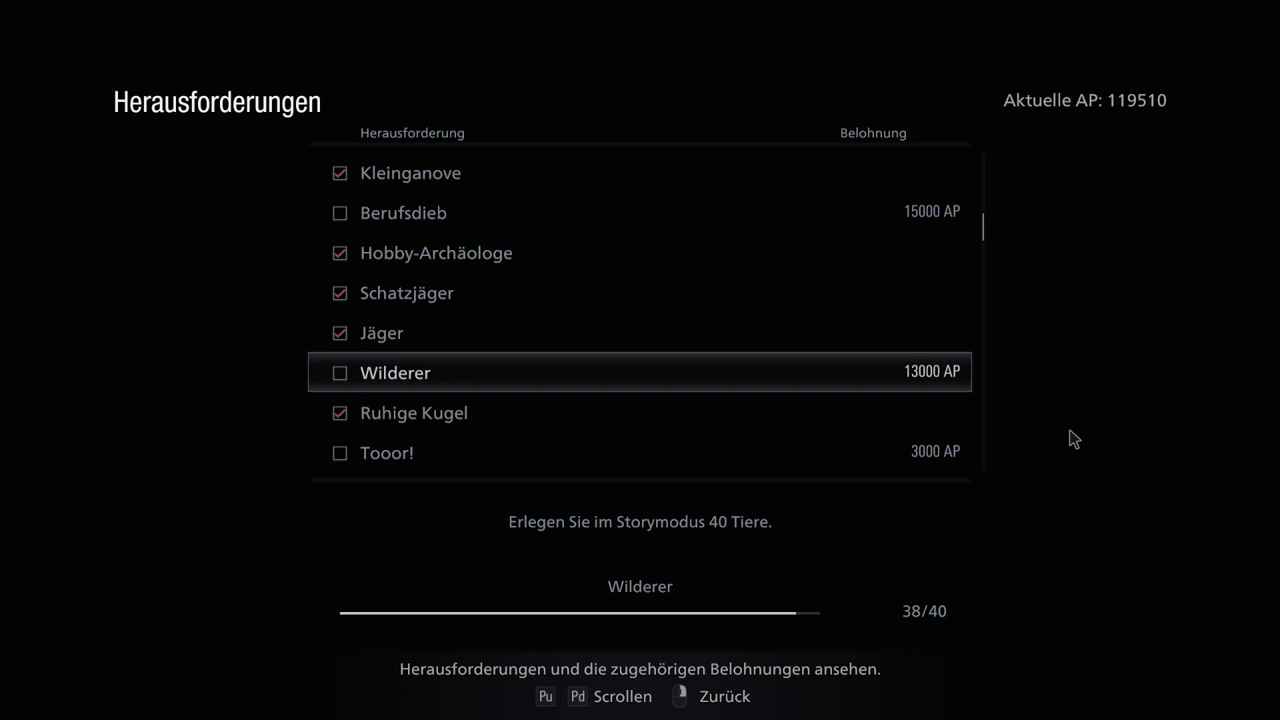 Herausforderungen
Aktuelle AP: 119510
Herausforderung Belohnung
Kleinganove
Berufsdieb 15000 AP
Hobby-Archäologe
Schatzjäger
Jäger
Wilderer 13000 AP
Ruhige Kugel
Tooor! 3000 AP
Erlegen Sie im Storymodus 40 Tiere.
Wilderer
38/40
Herausforderungen und die zugehörigen Belohnungen ansehen.
Pu Pd Scrollen Zurück